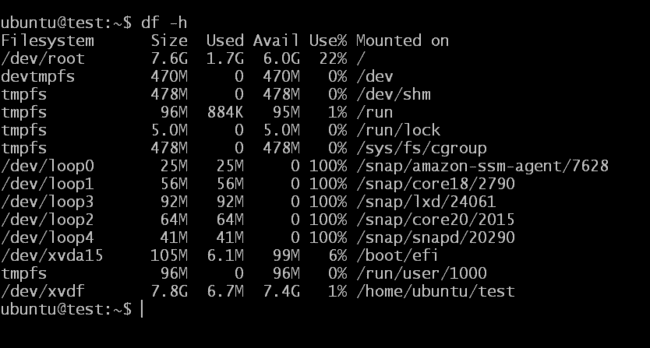 ubuntu@test:~$ df -h
Filesystem      Size  Used Avail Use% Mounted on
/dev/root       7.6G  1.7G  6.0G  22% /
devtmpfs        470M     0  470M   0% /dev
tmpfs           478M     0  478M   0% /dev/shm
tmpfs            96M  884K   95M   1% /run
tmpfs           5.0M     0  5.0M   0% /run/lock
tmpfs           478M     0  478M   0% /sys/fs/cgroup
/dev/loop0       25M   25M     0 100% /snap/amazon-ssm-agent/7628
/dev/loop1       56M   56M     0 100% /snap/core18/2790
/dev/loop3       92M   92M     0 100% /snap/lxd/24061
/dev/loop2       64M   64M     0 100% /snap/core20/2015
/dev/loop4       41M   41M     0 100% /snap/snapd/20290
/dev/xvda15     105M  6.1M   99M   6% /boot/efi
tmpfs            96M     0   96M   0% /run/user/1000
/dev/xvdf       7.8G  6.7M  7.4G   1% /home/ubuntu/test
ubuntu@test:~$